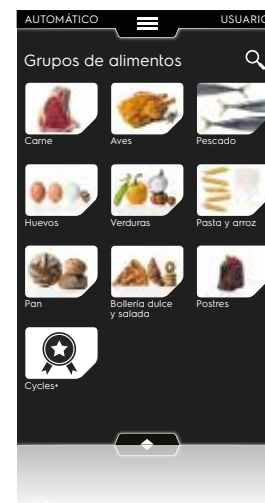 AUTOMÁTICO USUARIO
Grupos de alimentos
Carne Aves Pescado
Huevos Verduras Pasta y arroz
Pan Bollería dulce Postres
y salada
Cycles+